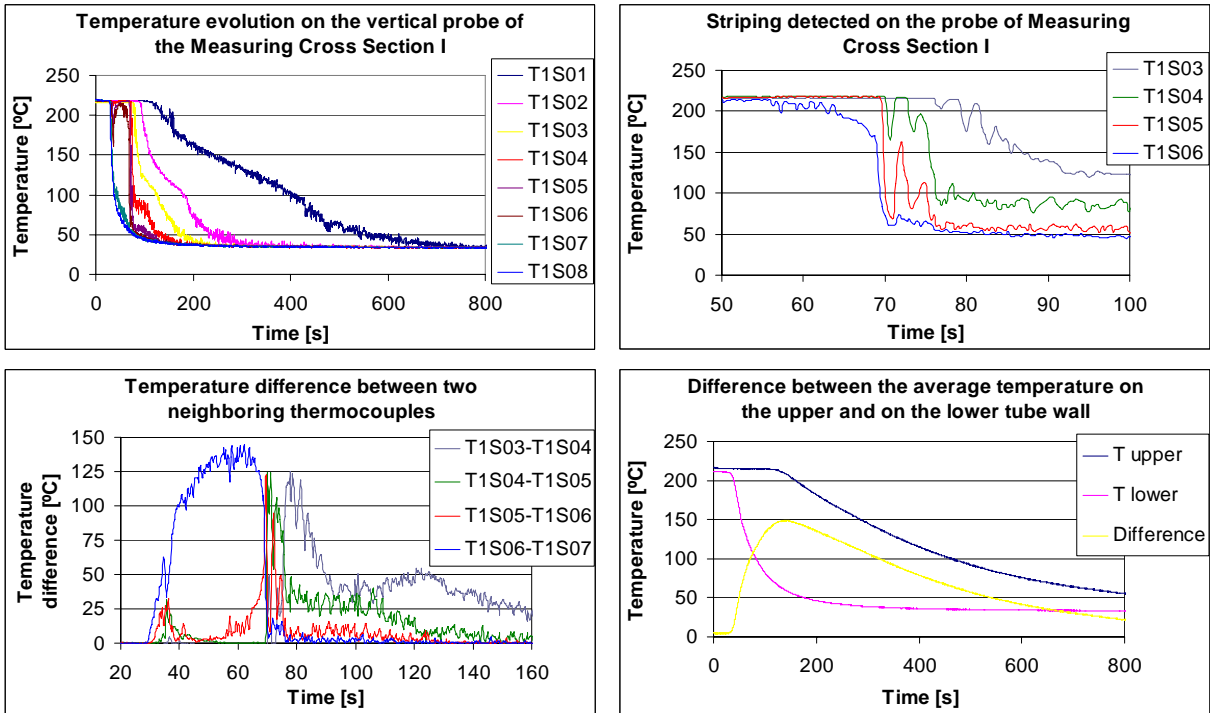 Temperature evolution on the vertical probe of
the Measuring Cross Section I
Temperature [ºC]
250
200
150
100
50
0
0 200 400 600 800
Time [s]
T1S01
T1S02
T1S03
T1S04
T1S05
T1S06
T1S07
T1S08
Striping detected on the probe of Measuring
Cross Section I
Temperature [ºC]
250
200
150
100
50
0
50 60 70 80 90 100
Time [s]
T1S03
T1S04
T1S05
T1S06
Temperature difference between two
neighboring thermocouples
Temperature
difference [ºC]
150
125
100
75
50
25
0
20 40 60 80 100 120 140 160
Time [s]
T1S03-T1S04
T1S04-T1S05
T1S05-T1S06
T1S06-T1S07
Difference between the average temperature on
the upper and on the lower tube wall
Temperature [ºC]
250
200
150
100
50
0
0 200 400 600 800
Time [s]
T upper
T lower
Difference